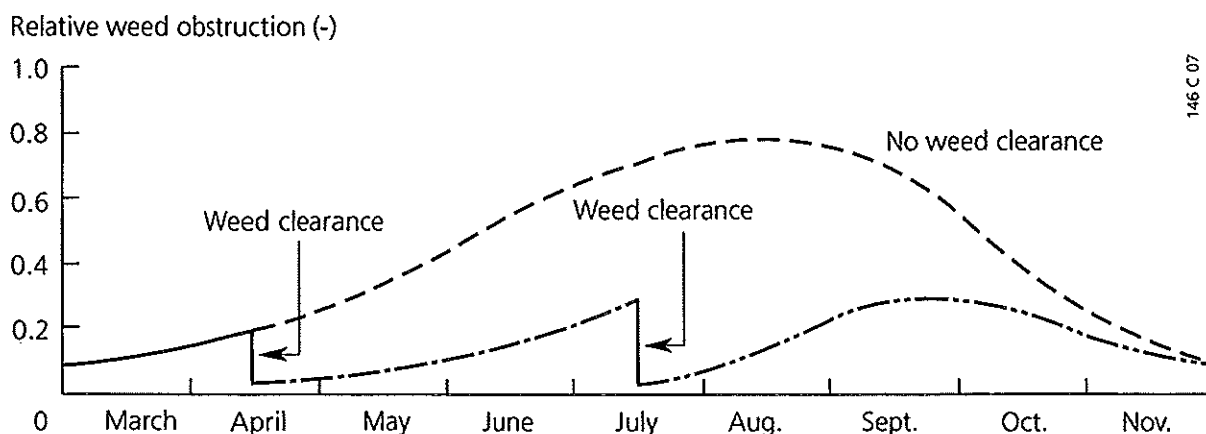 Relative weed obstruction (-)
1.0
146 C 07
0.8
No weed clearance
0.6
Weed clearance
Weed clearance
0.4
0.2
0 March April May June July Aug. Sept. Oct. Nov.